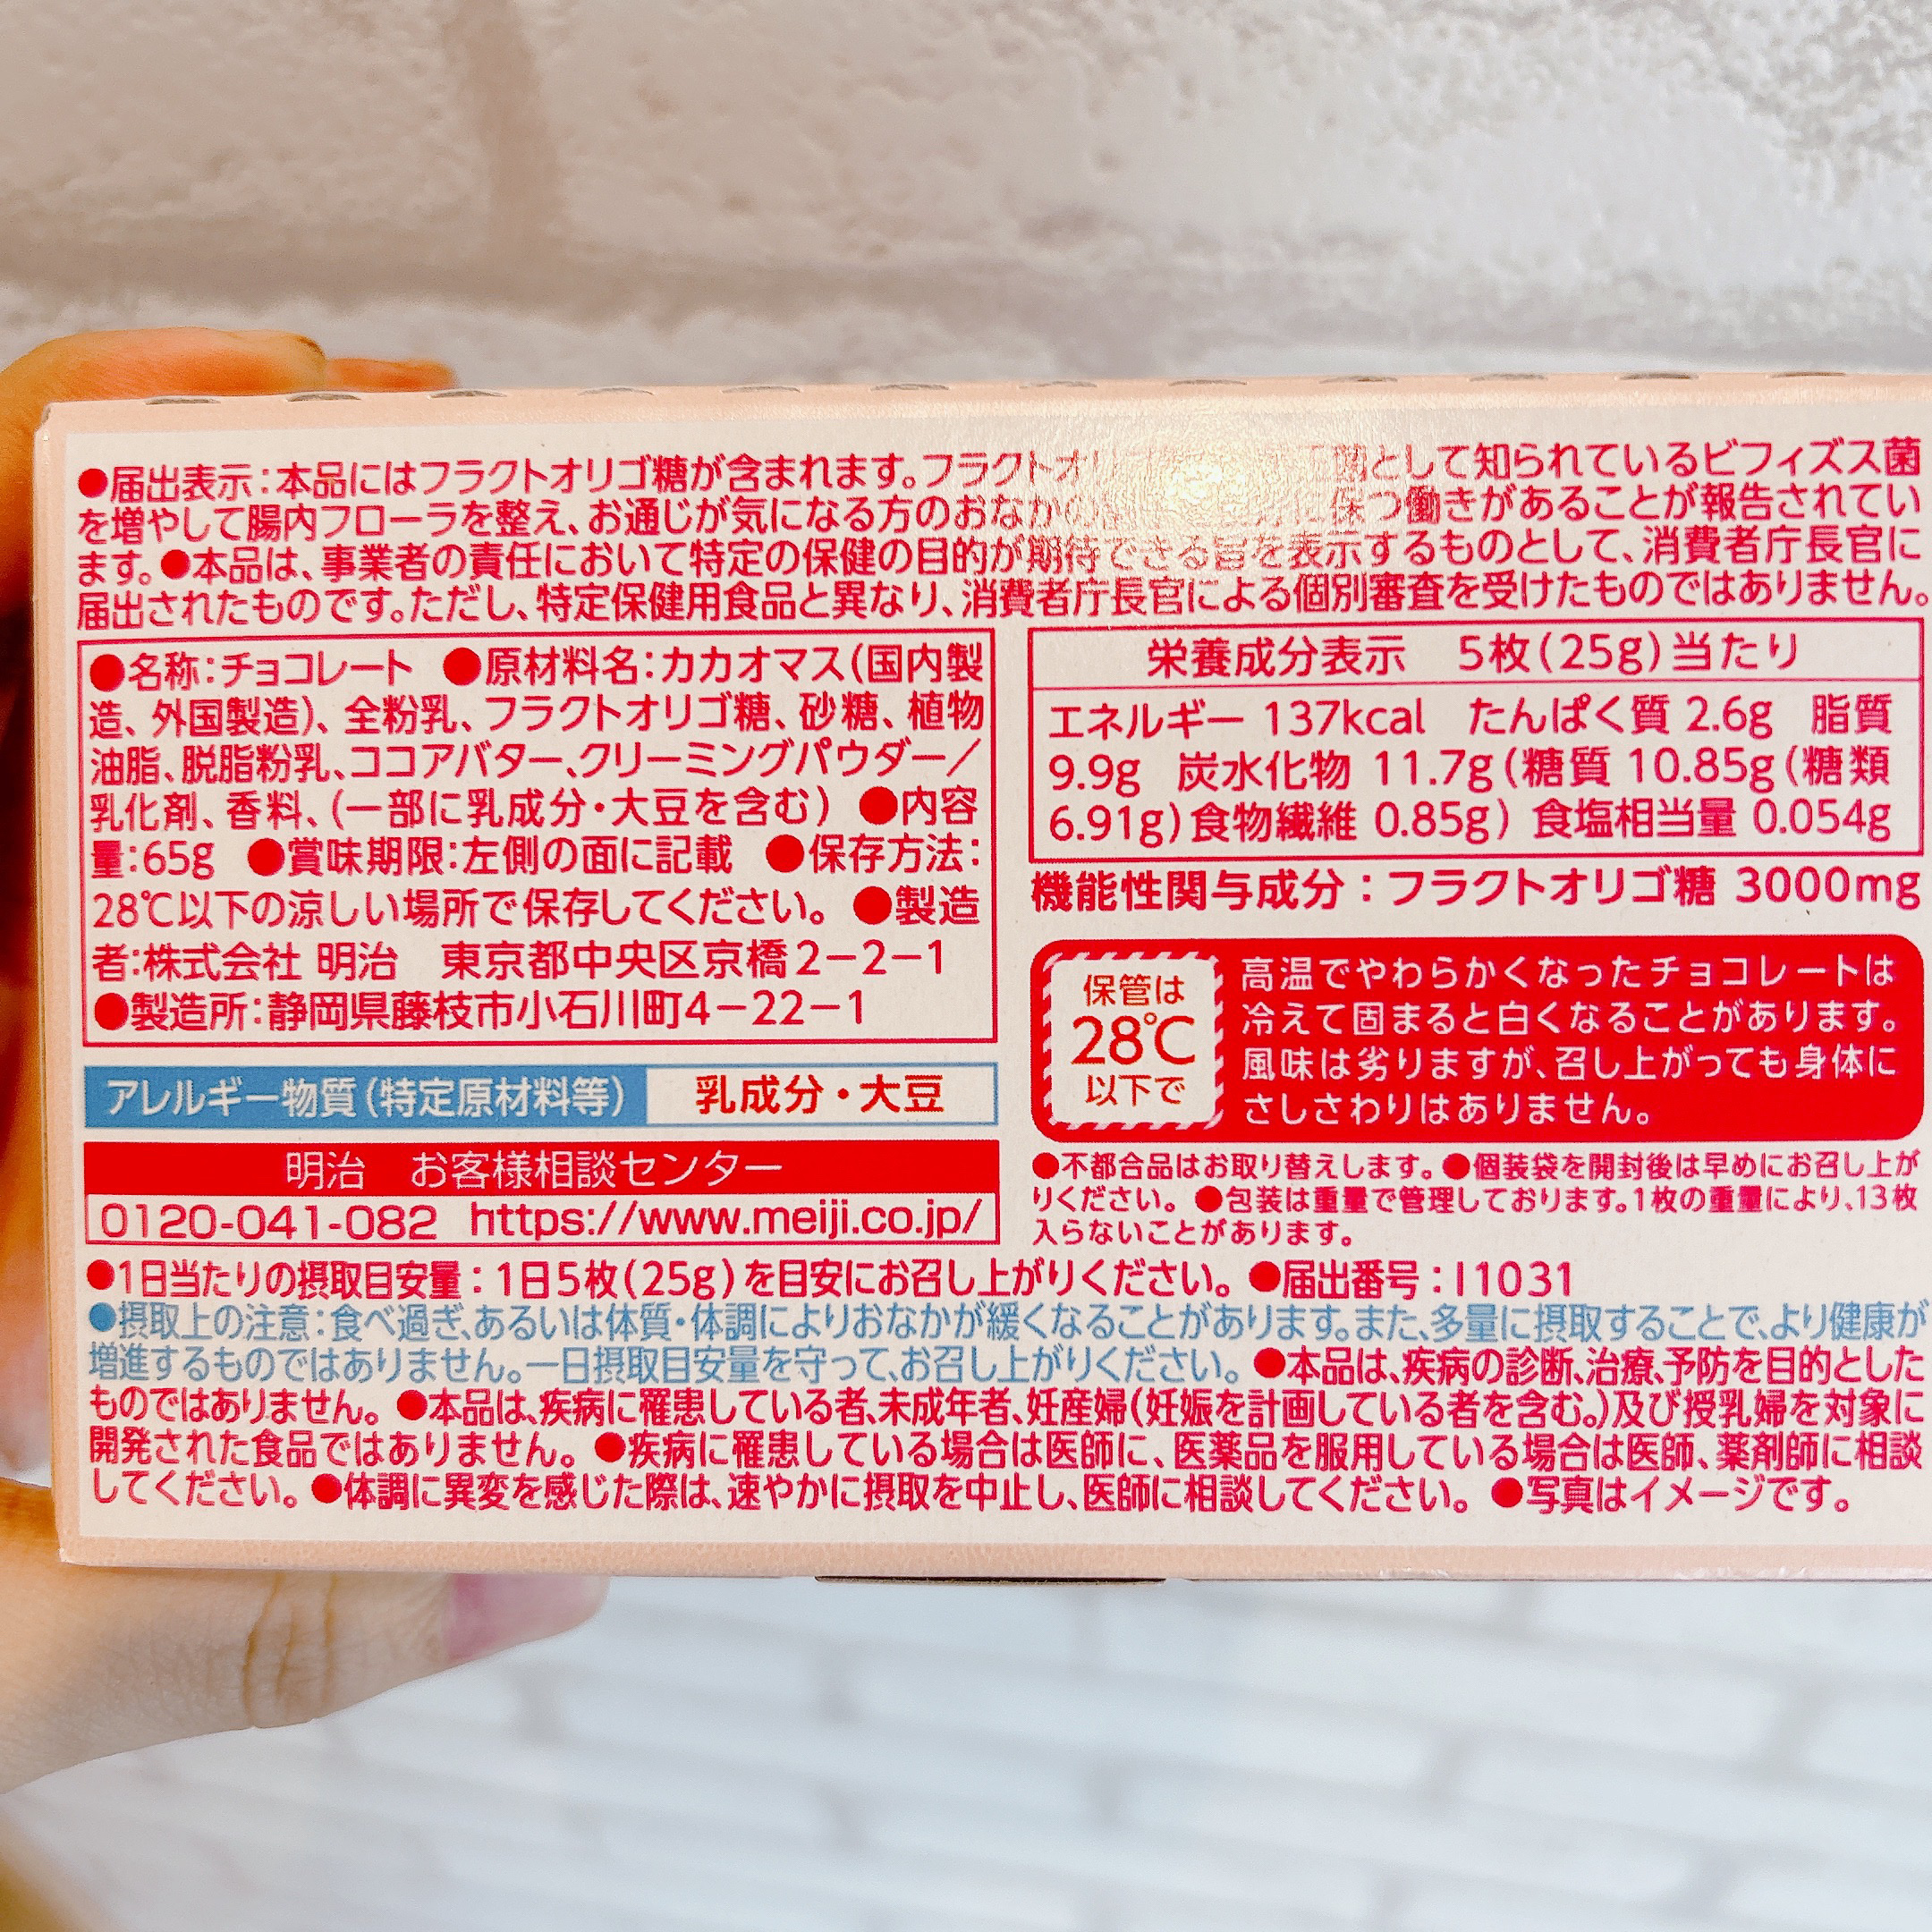 ●届出表示：本品にはフラクトオリゴ糖が含まれます。フラクトオリ 菌として知られているビフィズス菌
を増やして腸内フローラを整え、お通じが気になる方のおなかの 保つ働きがあることが報告されてい
ます。●本品は、事業者の責任において特定の保健の目的が期待できる旨を表示するものとして、消費者庁長官に
届出されたものです。ただし、特定保健用食品と異なり、消費者庁長官による個別審査を受けたものではありません。
●名称：チョコレート ●原材料名：カカオマス（国内製
造、外国製造）、全粉乳、フラクトオリゴ糖、砂糖、植物
油脂、脱脂粉乳、ココアバター、クリーミングパウダー／
乳化剤、香料、（一部に乳成分・大豆を含む） ●内容
量：65g ●賞味期限：左側の面に記載 ●保存方法：
28℃以下の涼しい場所で保存してください。 ●製造
者：株式会社 明治 東京都中央区京橋2－2－1
●製造所：静岡県藤枝市小石川町4－22－1
アレルギー物質（特定原材料等） 乳成分・大豆
明治 お客様相談センター
0120-041-082 https://www.meiji.co.jp/
栄養成分表示 5枚（25g）当たり
エネルギー 137kcal たんぱく質 2.6g 脂質
9.9g 炭水化物 11.7g（糖質 10.85g（糖類
6.91g）食物繊維 0.85g） 食塩相当量 0.054g
機能性関与成分：フラクトオリゴ糖 3000mg
保管は
28℃
以下で
高温でやわらかくなったチョコレートは
冷えて固まると白くなることがあります。
風味は劣りますが、召し上がっても身体に
さしさわりはありません。
●不都合品はお取り替えします。●個装袋を開封後は早めにお召し上が
りください。 ●包装は重量で管理しております。1枚の重量により、13枚
入らないことがあります。
●1日当たりの摂取目安量：1日5枚（25g）を目安にお召し上がりください。 ●届出番号：I1031
●摂取上の注意：食べ過ぎ、あるいは体質・体調によりおなかが緩くなることがあります。また、多量に摂取することで、より健康が
増進するものではありません。一日摂取目安量を守って、お召し上がりください。 ●本品は、疾病の診断、治療、予防を目的とした
ものではありません。 ●本品は、疾病に罹患している者、未成年者、妊産婦（妊娠を計画している者を含む。）及び授乳婦を対象に
開発された食品ではありません。 ●疾病に罹患している場合は医師に、医薬品を服用している場合は医師、薬剤師に相談
してください。 ●体調に異変を感じた際は、速やかに摂取を中止し、医師に相談してください。 ●写真はイメージです。